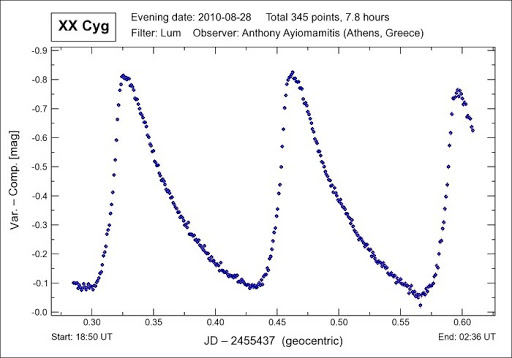 XX Cyg
Evening date: 2010-08-28 Total 345 points, 7.8 hours
Filter: Lum Observer: Anthony Ayiomamitis (Athens, Greece)
Var. – Comp. [mag]
-0.9
-0.8
-0.7
-0.6
-0.5
-0.4
-0.3
-0.2
-0.1
-0.0
0.30 0.35 0.40 0.45 0.50 0.55 0.60
Start: 18:50 UT JD – 2455437 (geocentric) End: 02:36 UT